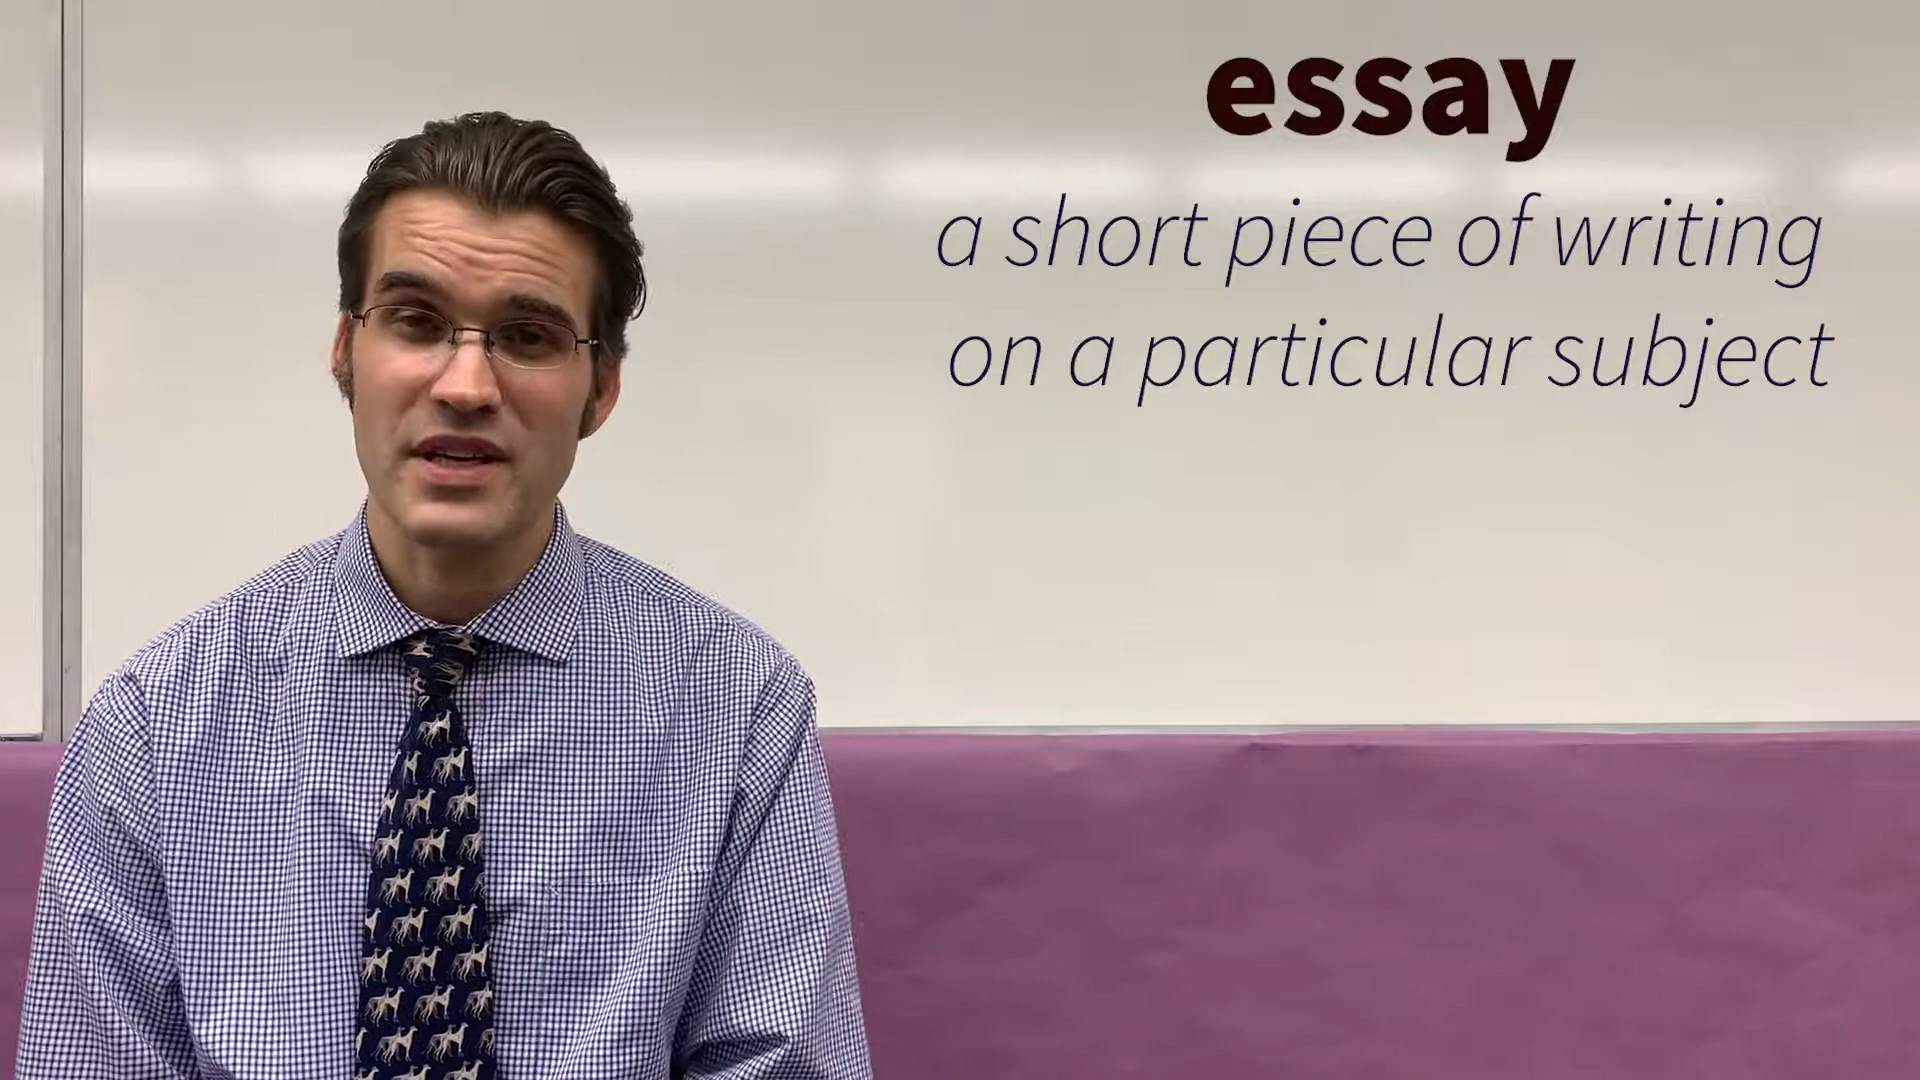 essay
a short piece of writing
on a particular subject